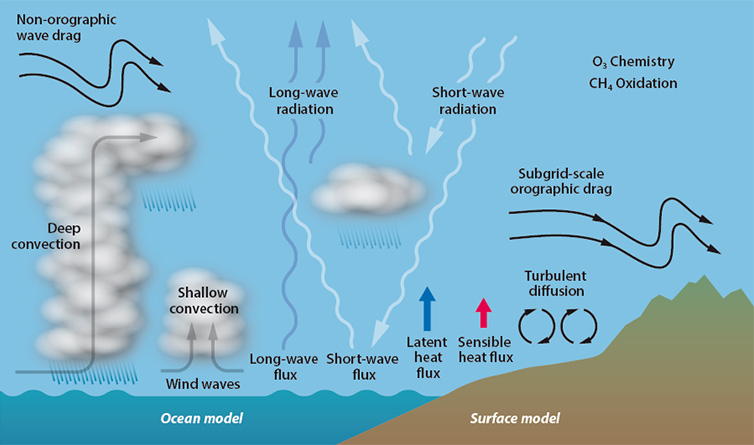 Non-orographic
wave drag
Long-wave
radiation
Short-wave
radiation
O₃ Chemistry
CH₄ Oxidation
Subgrid-scale
orographic drag
Deep
convection
Shallow
convection
Turbulent
diffusion
Long-wave
flux
Short-wave
flux
Latent
heat
flux
Sensible
heat flux
Wind waves
Ocean model
Surface model